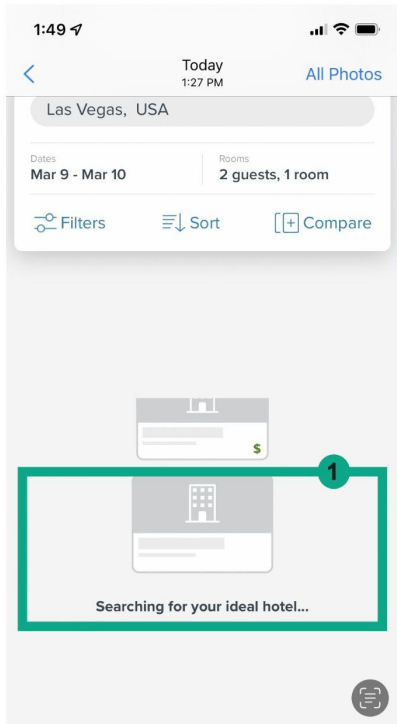 1:49
Today
1:27 PM
All Photos
Las Vegas, USA
Dates
Mar 9 - Mar 10
Rooms
2 guests, 1 room
Filters
Sort
Compare
$
1
Searching for your ideal hotel...